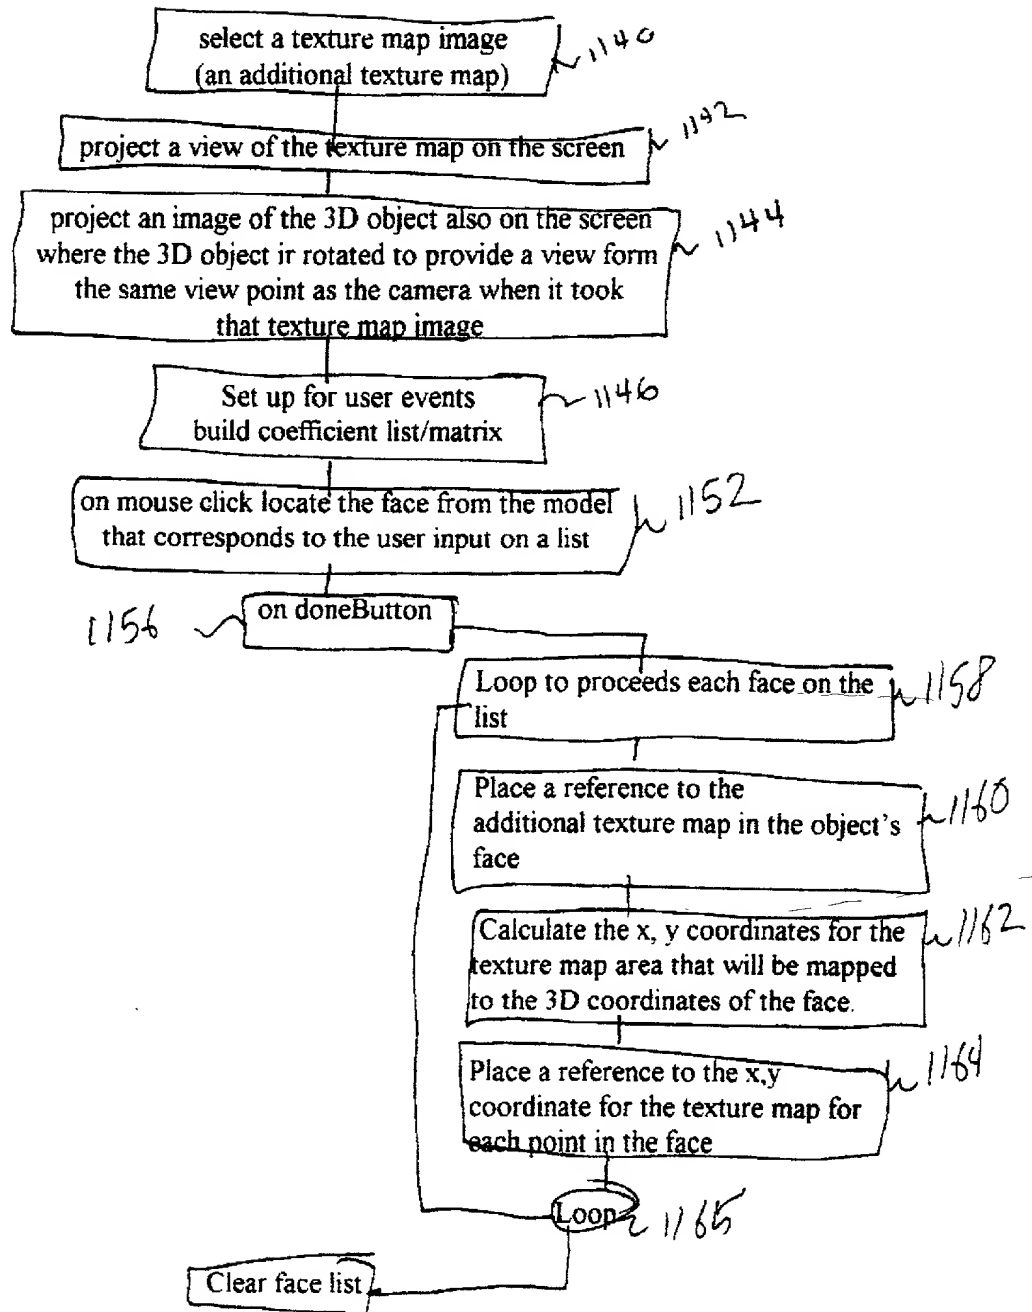 select a texture map image
(an additional texture map)
1140
project a view of the texture map on the screen
1142
project an image of the 3D object also on the screen
where the 3D object ir rotated to provide a view form
the same view point as the camera when it took
that texture map image
1144
Set up for user events
build coefficient list/matrix
1146
on mouse click locate the face from the model
that corresponds to the user input on a list
1152
on doneButton
1156
Loop to proceeds each face on the
list
1158
Place a reference to the
additional texture map in the object's
face
1160
Calculate the x, y coordinates for the
texture map area that will be mapped
to the 3D coordinates of the face.
1162
Place a reference to the x,y
coordinate for the texture map for
each point in the face
1164
Loop
1165
Clear face list